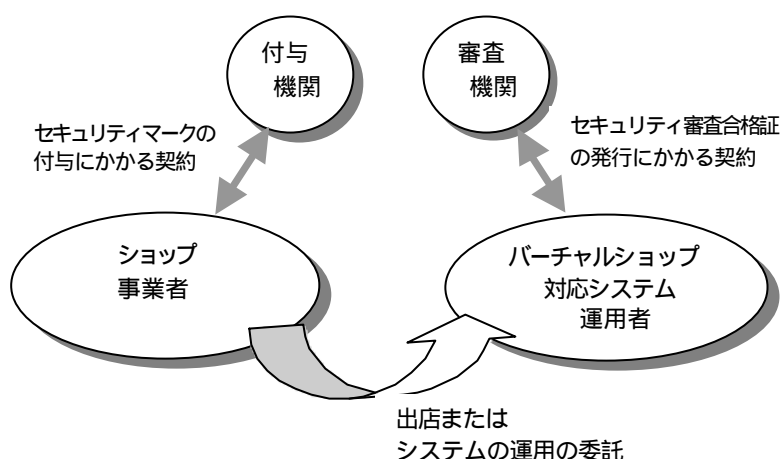 付与
機関
審査
機関
セキュリティマークの
付与にかかる契約
セキュリティ審査合格証
の発行にかかる契約
ショップ
事業者
バーチャルショップ
対応システム
運用者
出店または
システムの運用の委託